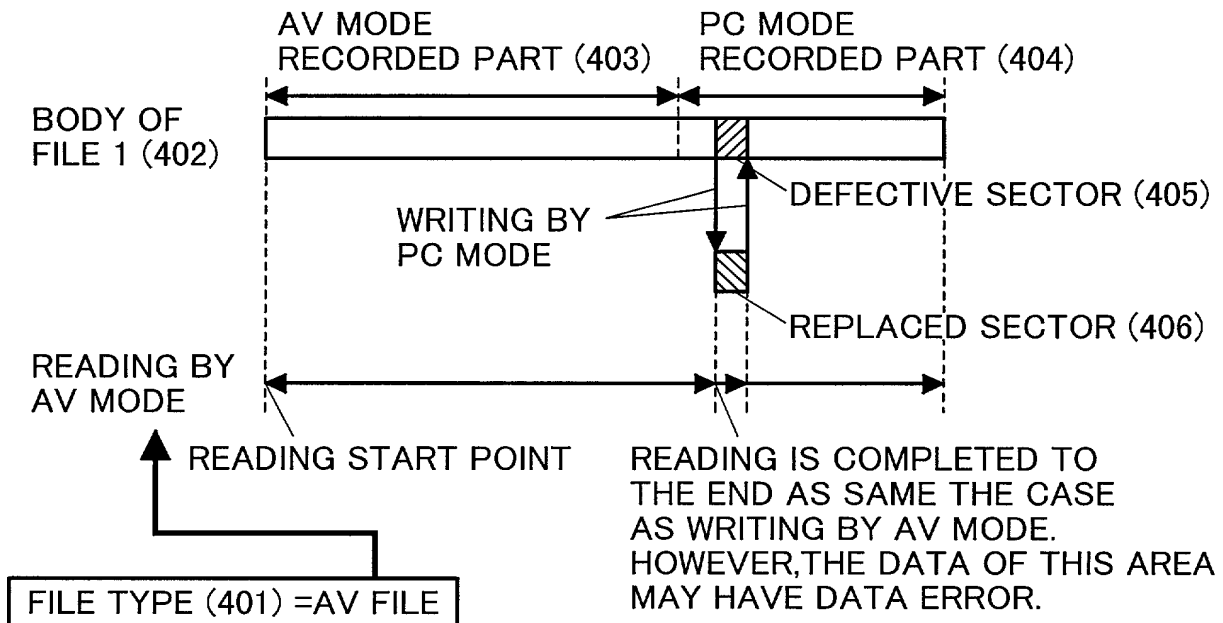 AV MODE
RECORDED PART (403)
PC MODE
RECORDED PART (404)
BODY OF
FILE 1 (402)
DEFECTIVE SECTOR (405)
WRITING BY
PC MODE
REPLACED SECTOR (406)
READING BY
AV MODE
READING START POINT
READING IS COMPLETED TO
THE END AS SAME THE CASE
AS WRITING BY AV MODE.
HOWEVER,THE DATA OF THIS AREA
MAY HAVE DATA ERROR.
FILE TYPE (401) =AV FILE